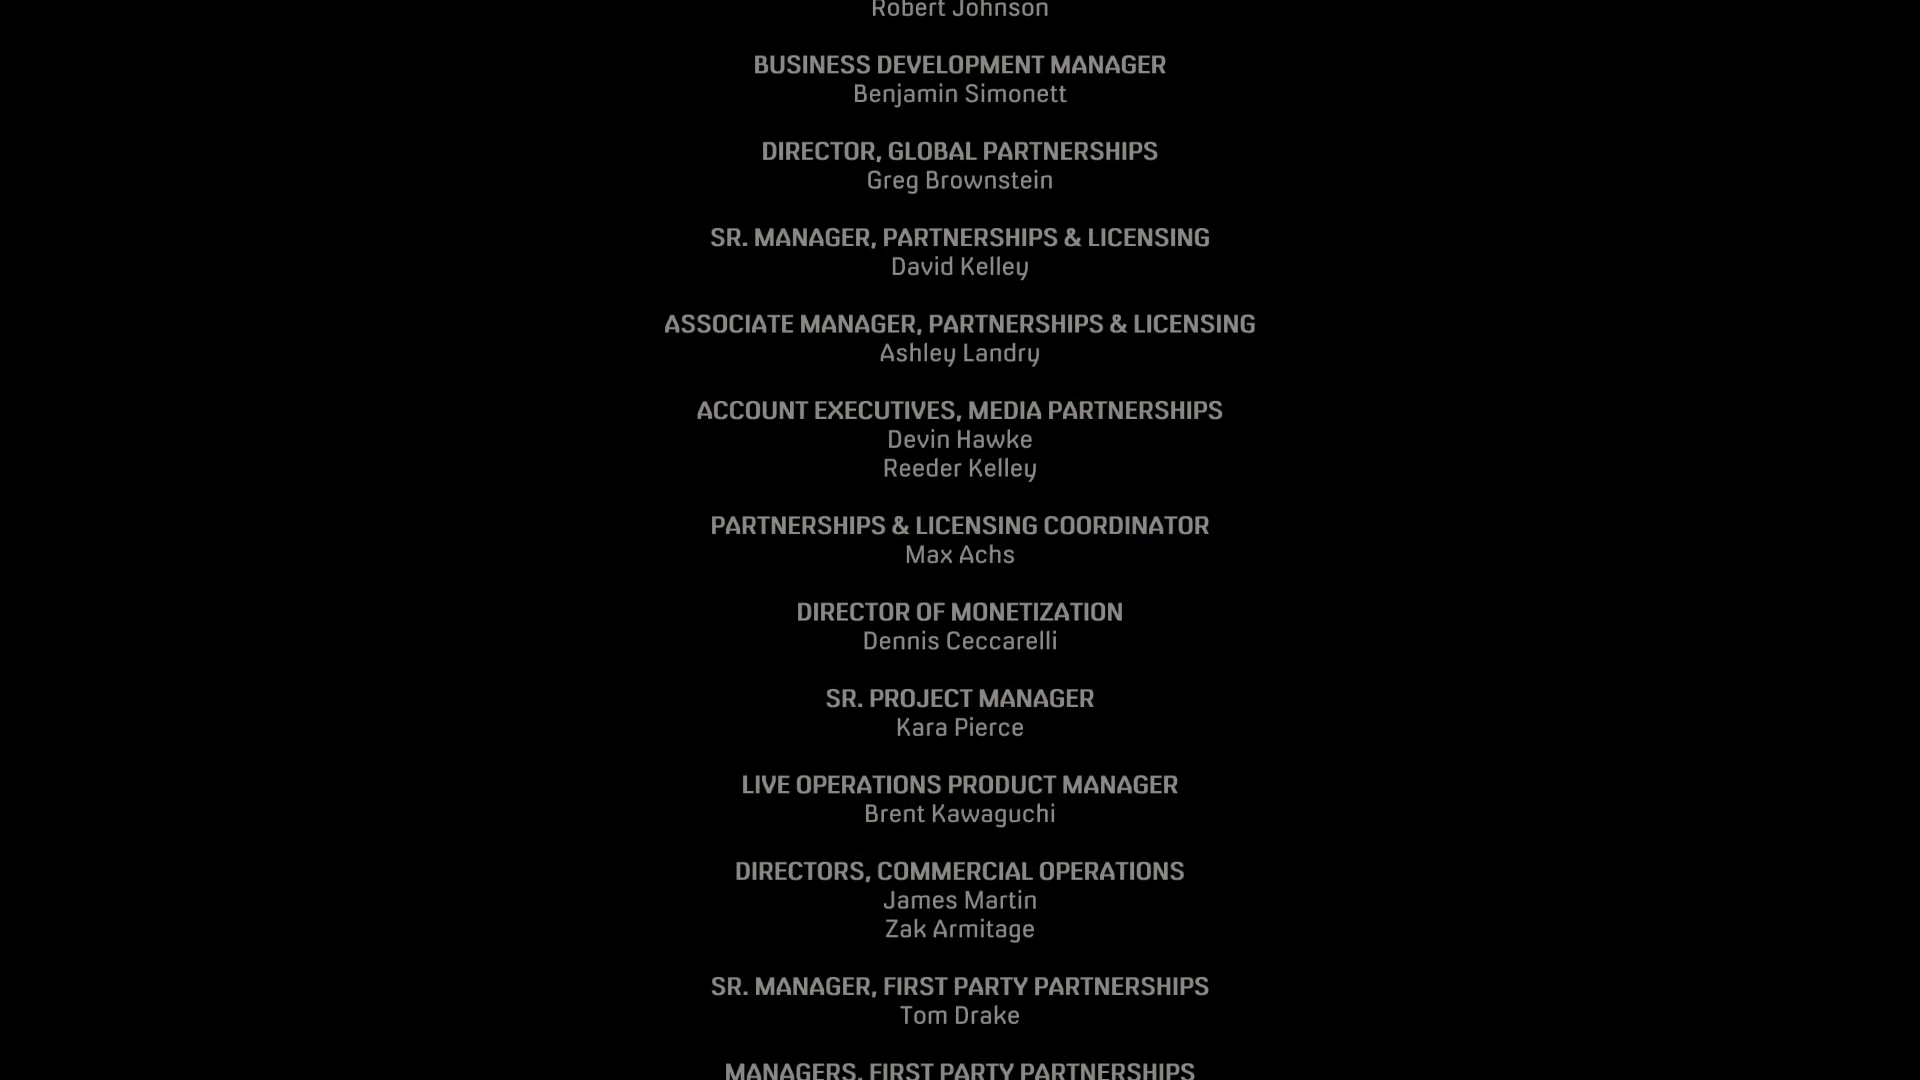 Robert Johnson
BUSINESS DEVELOPMENT MANAGER
Benjamin Simonett
DIRECTOR, GLOBAL PARTNERSHIPS
Greg Brownstein
SR. MANAGER, PARTNERSHIPS & LICENSING
David Kelley
ASSOCIATE MANAGER, PARTNERSHIPS & LICENSING
Ashley Landry
ACCOUNT EXECUTIVES, MEDIA PARTNERSHIPS
Devin Hawke
Reeder Kelley
PARTNERSHIPS & LICENSING COORDINATOR
Max Achs
DIRECTOR OF MONETIZATION
Dennis Ceccarelli
SR. PROJECT MANAGER
Kara Pierce
LIVE OPERATIONS PRODUCT MANAGER
Brent Kawaguchi
DIRECTORS, COMMERCIAL OPERATIONS
James Martin
Zak Armitage
SR. MANAGER, FIRST PARTY PARTNERSHIPS
Tom Drake
MANAGERS, FIRST PARTY PARTNERSHIPS